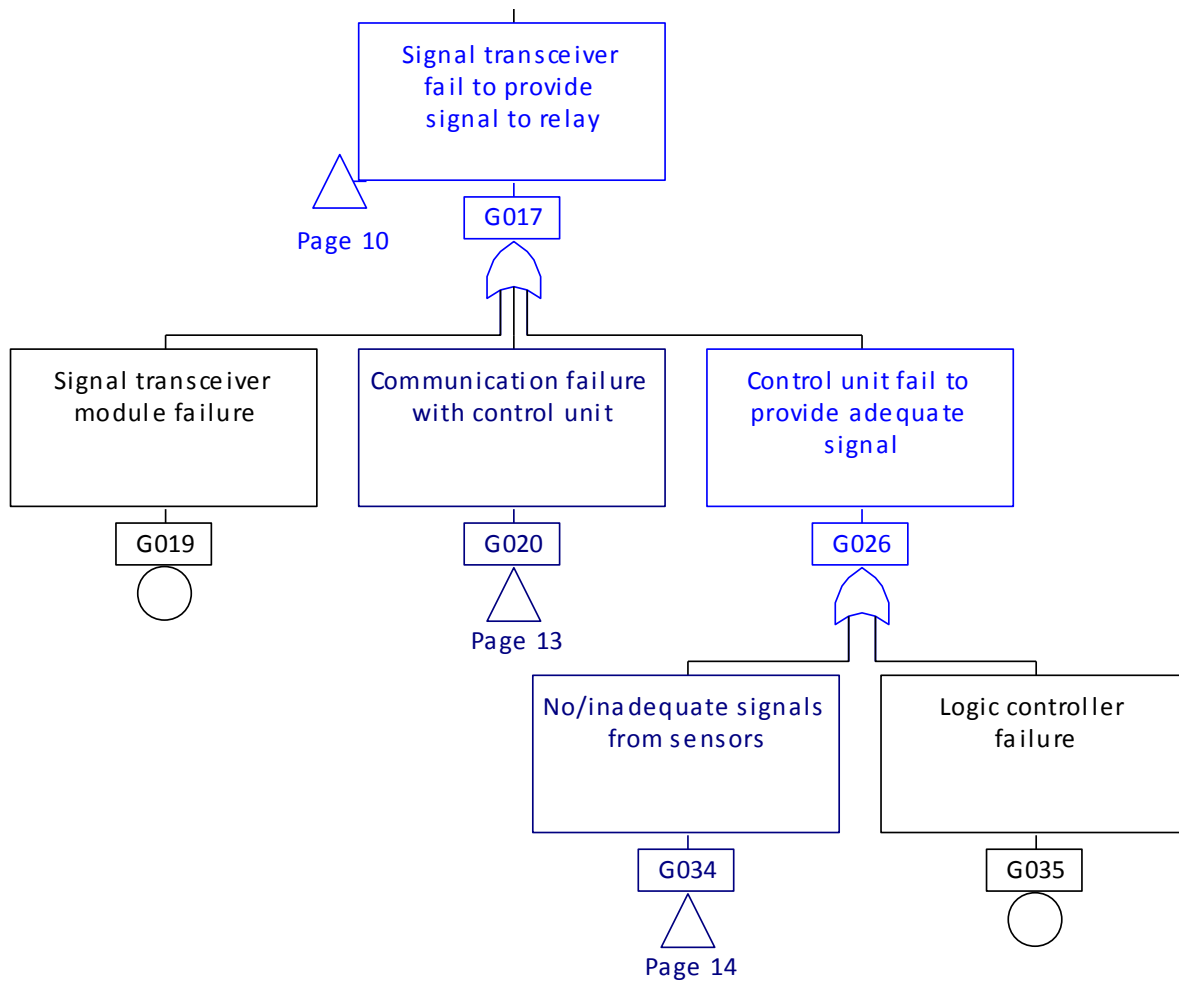 Signal transceiver
fail to provide
signal to relay
Page 10
G017
Signal transceiver
module failure
G019
Communication failure
with control unit
G020
Page 13
Control unit fail to
provide adequate
signal
G026
No/inadequate signals
from sensors
G034
Page 14
Logic controller
failure
G035